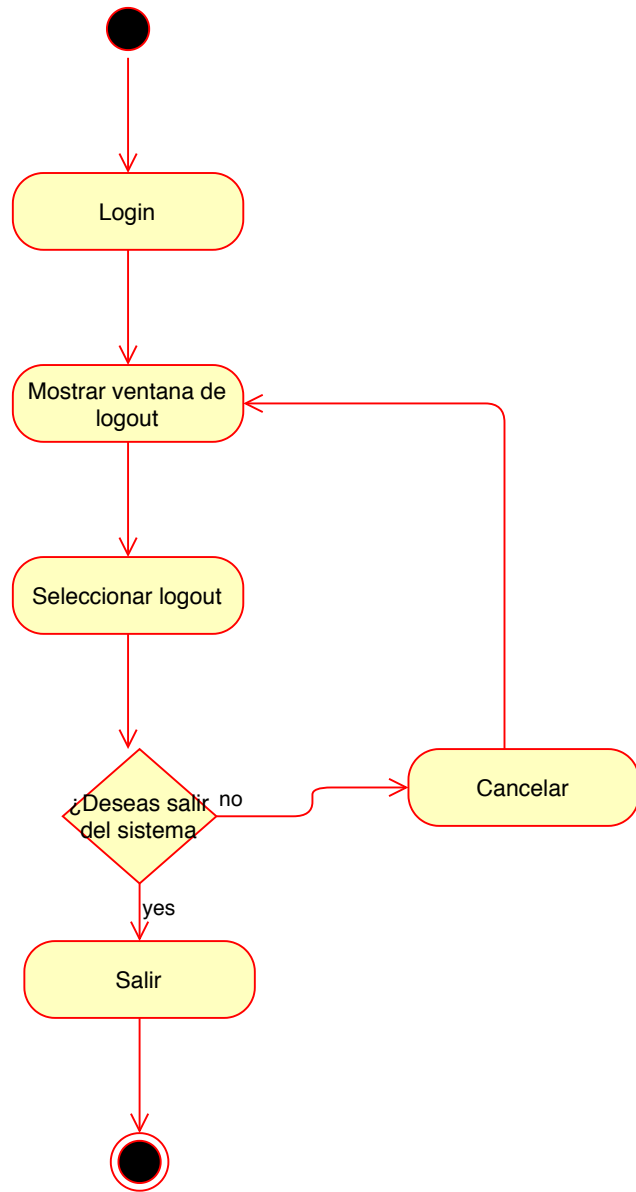 Login
Mostrar ventana de
logout
Seleccionar logout
¿Deseas salir
del sistema
no
Cancelar
yes
Salir